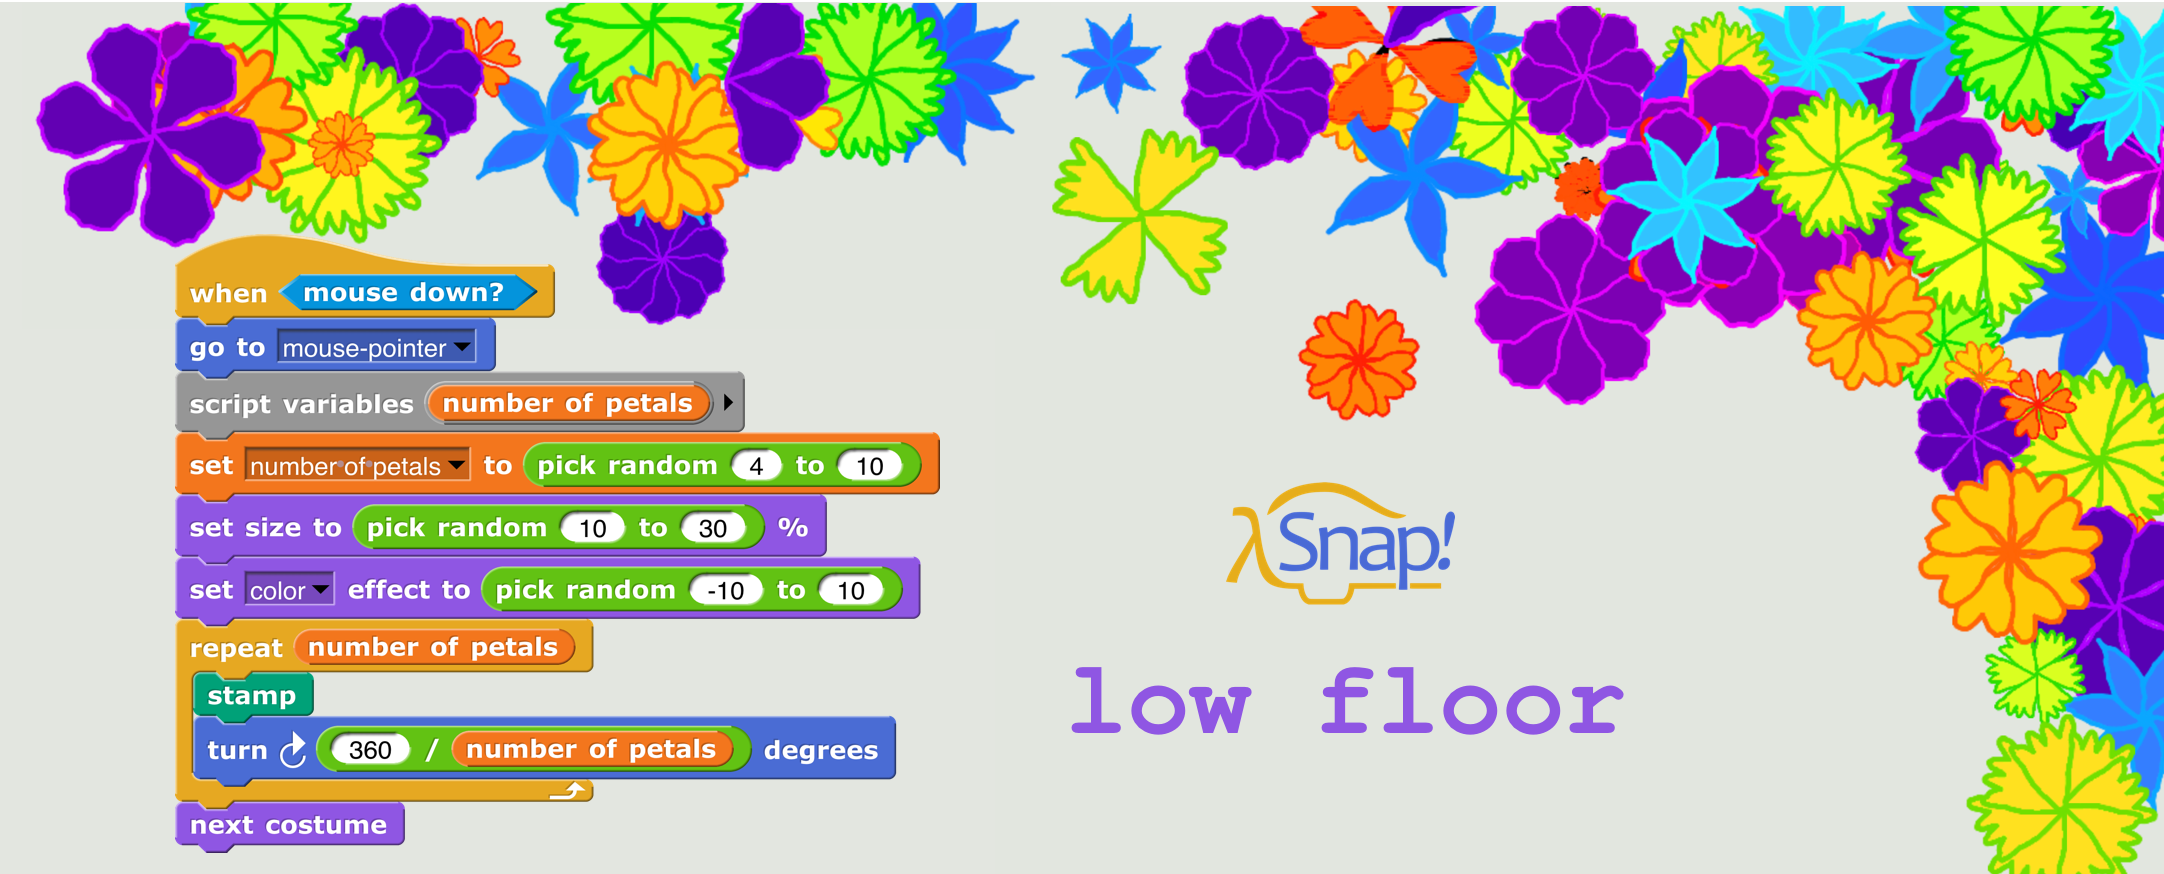 when mouse down?
go to mouse-pointer
script variables number of petals
set number of petals to pick random 4 to 10
set size to pick random 10 to 30 %
set color effect to pick random -10 to 10
repeat number of petals
stamp
turn 360 / number of petals degrees
next costume
λSnap!
low floor